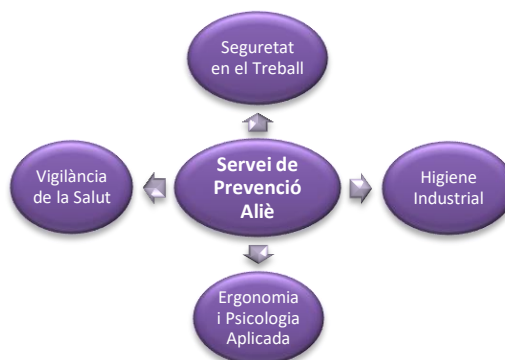 Seguretat
en el Treball
Vigilància
de la Salut
Servei de
Prevenció
Aliè
Higiene
Industrial
Ergonomia
i Psicologia
Aplicada